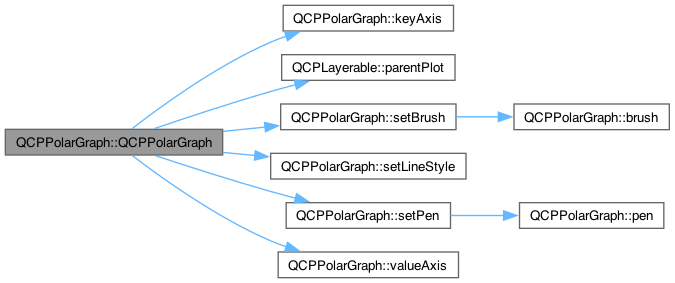 QCPPolarGraph::keyAxis
QCPLayerable::parentPlot
QCPPolarGraph::setBrush
QCPPolarGraph::brush
QCPPolarGraph::QCPPolarGraph
QCPPolarGraph::setLineStyle
QCPPolarGraph::setPen
QCPPolarGraph::pen
QCPPolarGraph::valueAxis